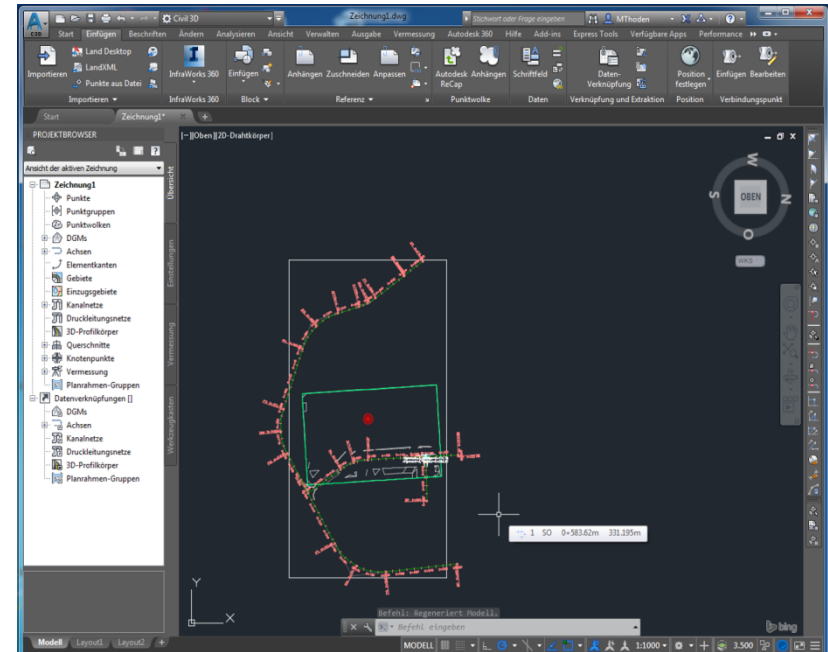 C3D
Civil 3D
Zeichnung1.dwg
Stichwort oder Frage eingeben
MThoden
Start Einfügen Beschriften Ändern Analysieren Ansicht Verwalten Ausgabe Vermessung Autodesk 360 Hilfe Add-ins Express Tools Verfügbare Apps Performance
Importieren
Land Desktop
LandXML
Punkte aus Datei
InfraWorks 360
Einfügen
Anhängen Zuschneiden Anpassen
Autodesk ReCap
Anhängen
Schriftfeld
Daten-Verknüpfung
Position festlegen
Einfügen Bearbeiten
Importieren InfraWorks 360 Block Referenz Punktwolke Daten Verknüpfung und Extraktion Position Verbindungspunkt
Start Zeichnung1*
PROJEKTBROWSER
Ansicht der aktiven Zeichnung
Zeichnung1
Punkte
Punktgruppen
Punktwolken
DGMs
Achsen
Elementkanten
Gebiete
Einzugsgebiete
Kanalnetze
Druckleitungsnetze
3D-Profilkörper
Querschnitte
Knotenpunkte
Vermessung
Planrahmen-Gruppen
Datenverknüpfungen []
DGMs
Achsen
Kanalnetze
Druckleitungsnetze
3D-Profilkörper
Planrahmen-Gruppen
Übersicht
Einstellungen
Vermessung
Werkzeugkasten
[−][Oben][2D-Drahtkörper]
W
S OBEN N
O
WKS
1 SO 0+583.62m 331.195m
Y
X
Befehl: Regeneriert Modell.
Befehl eingeben
bing
Modell Layout1 Layout2 +
MODELL 1:1000 3.500